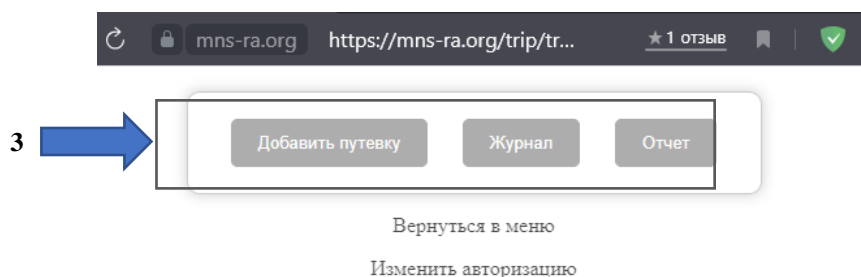 mns-ra.org https://mns-ra.org/trip/tr... ★1 отзыв
3 Добавить путевку Журнал Отчет
Вернуться в меню
Изменить авторизацию